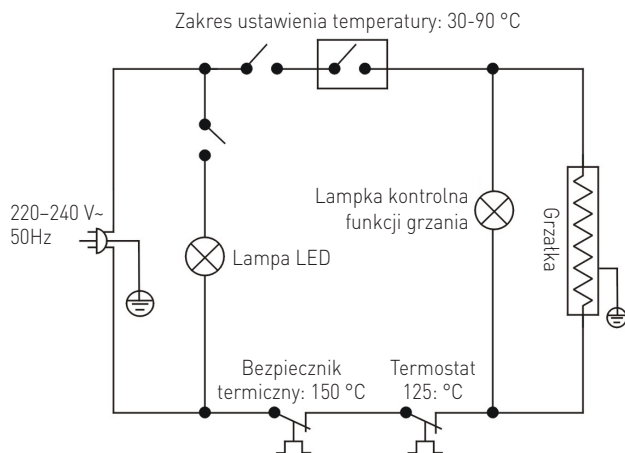 Zakres ustawienia temperatury: 30-90 °C
220–240 V~
50Hz
Lampka kontrolna
funkcji grzania
Grzałka
Lampa LED
Bezpiecznik
termiczny: 150 °C
Termostat
125: °C